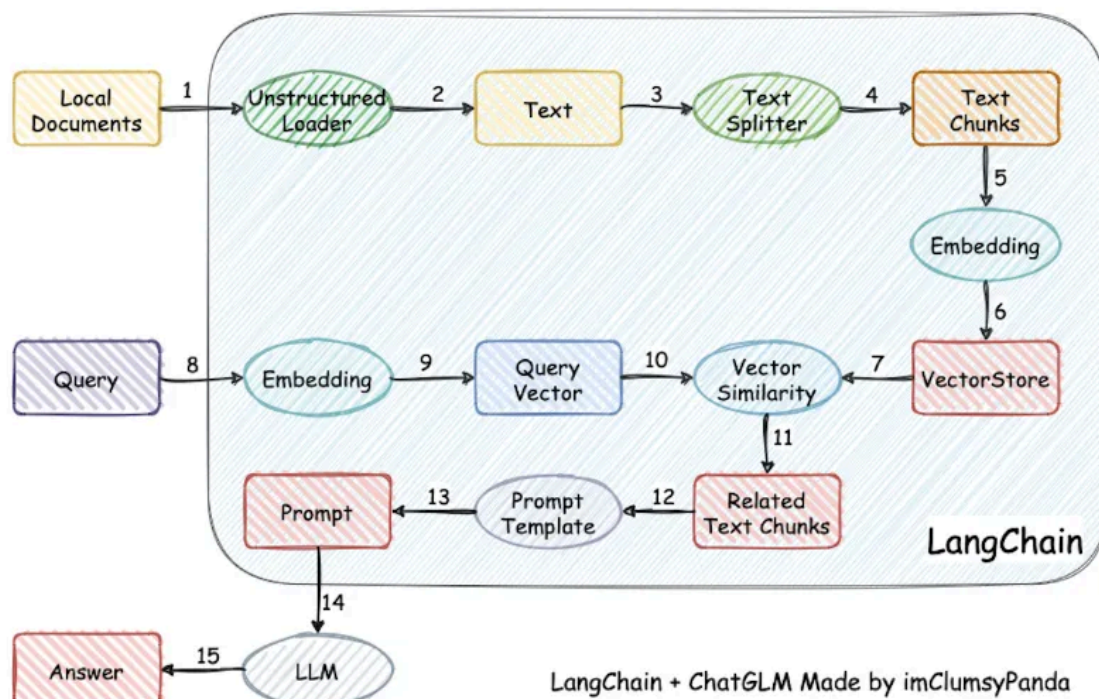 1
2
3
4
Local
Documents
Unstructured
Loader
Text
Text
Splitter
Text
Chunks
5
Embedding
6
8
9
10
7
Query
Embedding
Query
Vector
Vector
Similarity
VectorStore
11
13
12
Prompt
Prompt
Template
Related
Text Chunks
LangChain
14
15
Answer
LLM
LangChain + ChatGLM Made by imClumsyPanda